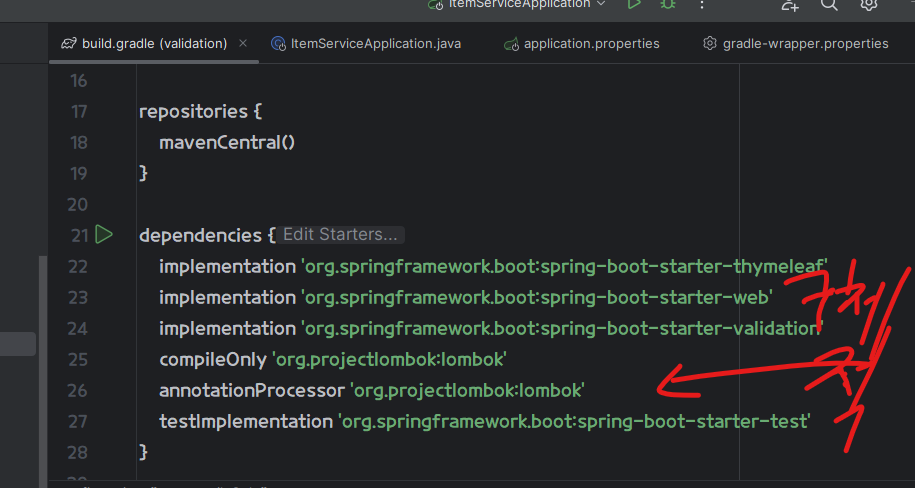 ItemServiceApplication
build.gradle (validation) ItemServiceApplication.java application.properties gradle-wrapper.properties
16
17 repositories {
18 mavenCentral()
19 }
20
21 dependencies { Edit Starters...
22 implementation 'org.springframework.boot:spring-boot-starter-thymeleaf'
23 implementation 'org.springframework.boot:spring-boot-starter-web'
24 implementation 'org.springframework.boot:spring-boot-starter-validation'
25 compileOnly 'org.projectlombok:lombok'
26 annotationProcessor 'org.projectlombok:lombok'
27 testImplementation 'org.springframework.boot:spring-boot-starter-test'
28 }